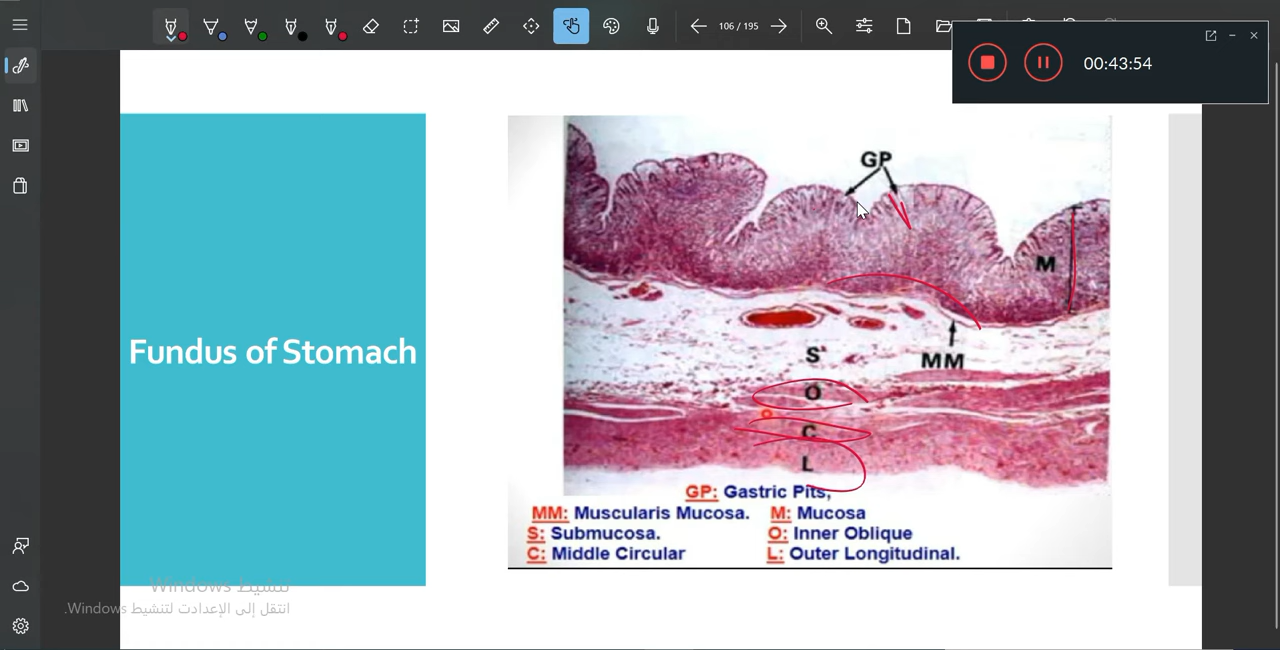 106 / 195
00:43:54
Fundus of Stomach
GP
M
S
MM
O
C
L
GP: Gastric Pits,
MM: Muscularis Mucosa. M: Mucosa
S: Submucosa. O: Inner Oblique
C: Middle Circular L: Outer Longitudinal.
تنشيط Windows
انتقل إلى الإعدادت لتنشيط Windows.